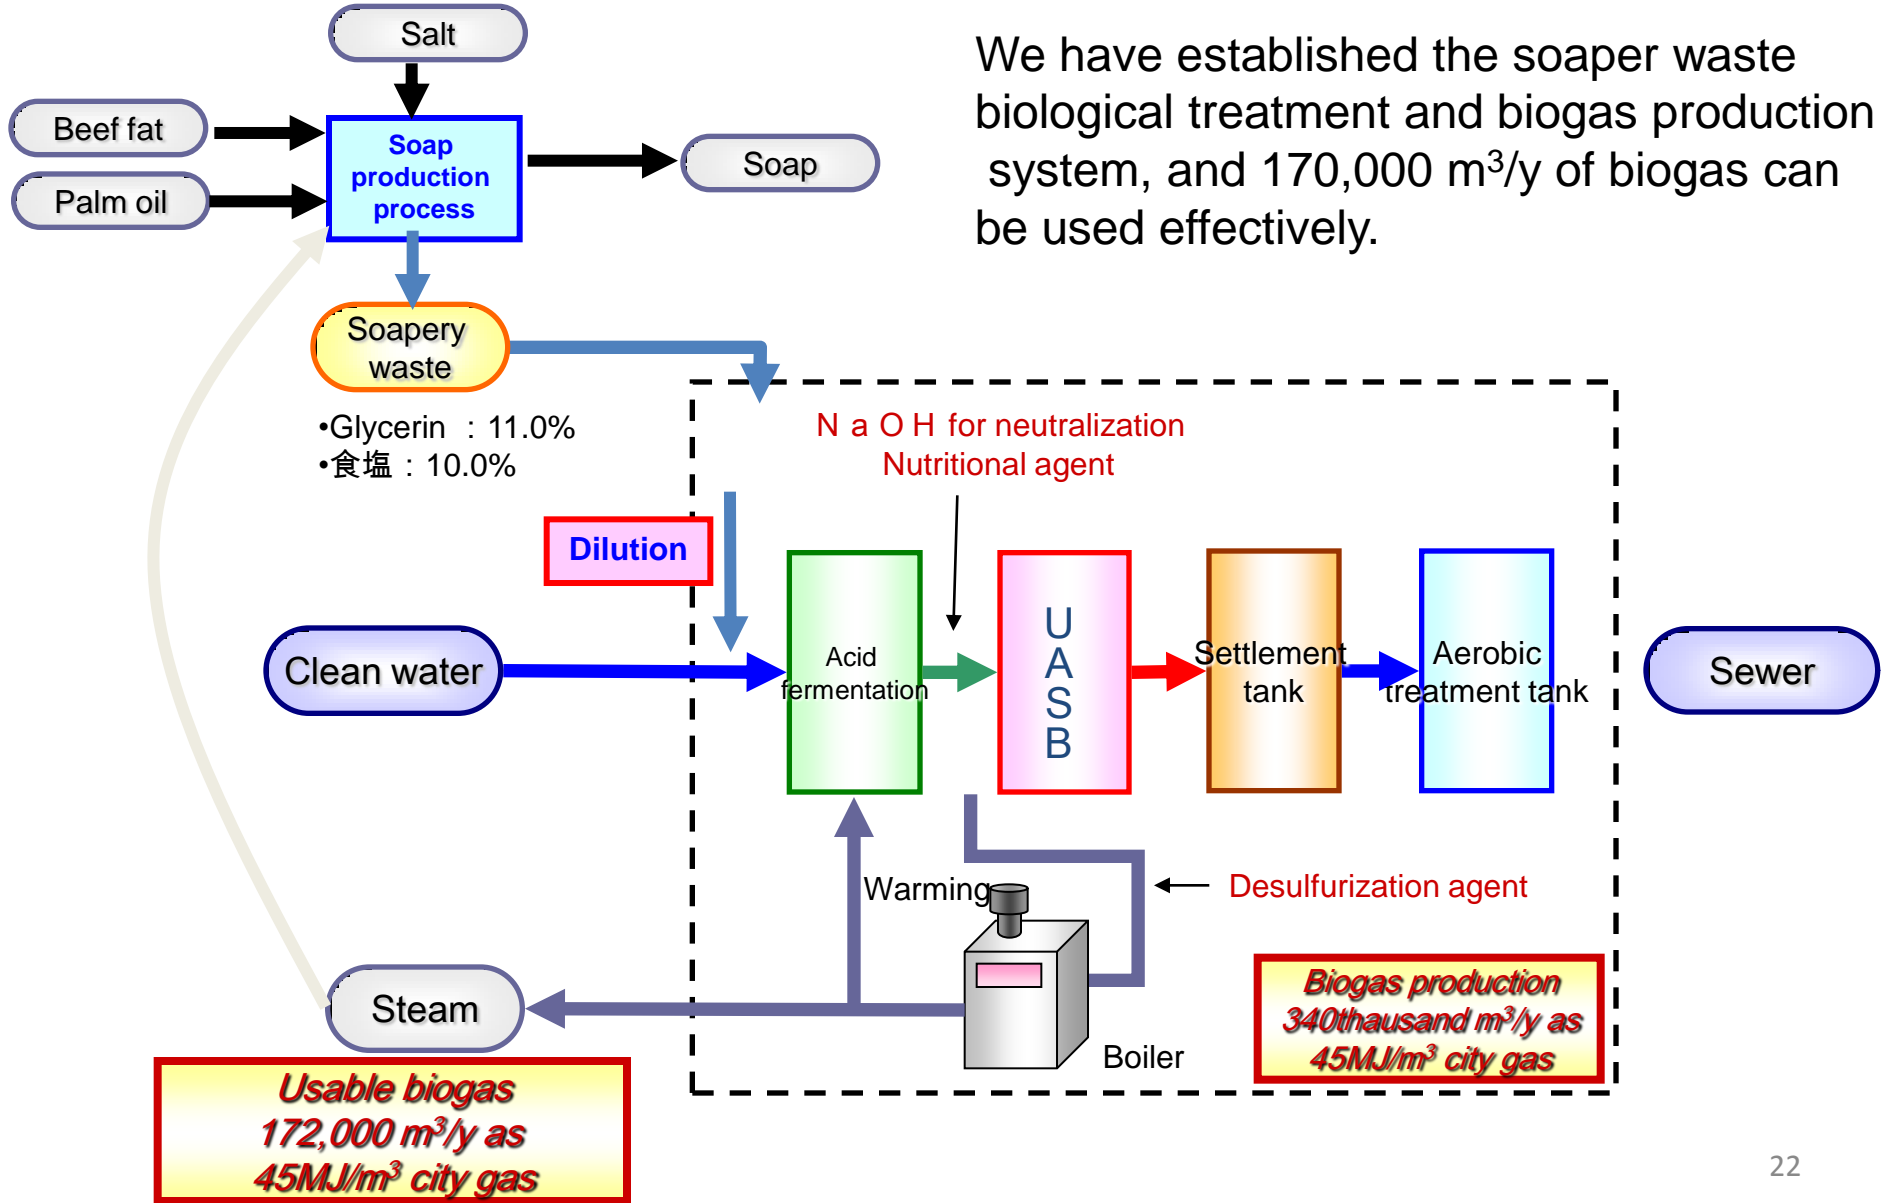 Salt
We have established the soaper waste
biological treatment and biogas production
system, and 170,000 m³/y of biogas can
be used effectively.
Beef fat
Palm oil
Soap
production
process
Soap
Soapery
waste
•Glycerin ：11.0%
•食塩：10.0%
ＮａＯＨ for neutralization
Nutritional agent
Dilution
Clean water
Acid
fermentation
U
A
S
B
Settlement
tank
Aerobic
treatment tank
Sewer
Warming
Desulfurization agent
Steam
Boiler
Biogas production
340thausand m³/y as
45MJ/m³ city gas
Usable biogas
172,000 m³/y as
45MJ/m³ city gas
22